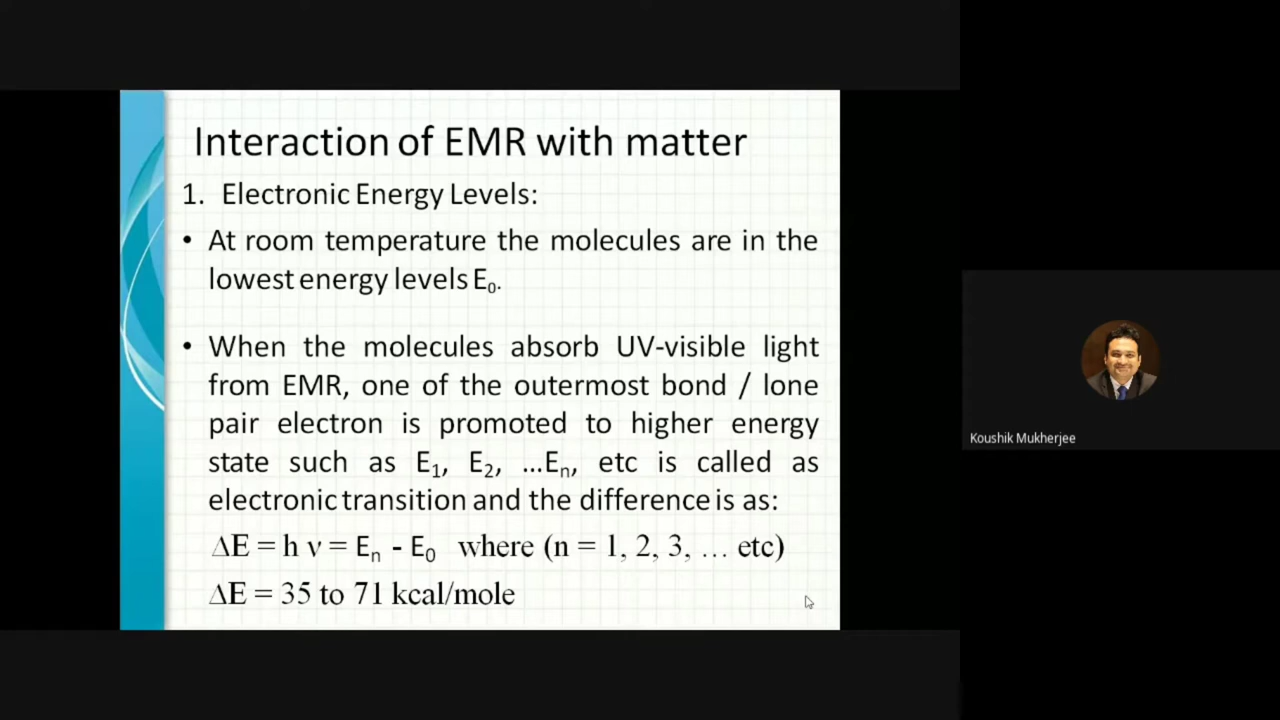 Interaction of EMR with matter
1. Electronic Energy Levels:
• At room temperature the molecules are in the
lowest energy levels E₀.
• When the molecules absorb UV-visible light
from EMR, one of the outermost bond / lone
pair electron is promoted to higher energy
state such as E₁, E₂, …Eₙ, etc is called as
electronic transition and the difference is as:
ΔE = h ν = Eₙ - E₀ where (n = 1, 2, 3, … etc)
ΔE = 35 to 71 kcal/mole
Koushik Mukherjee